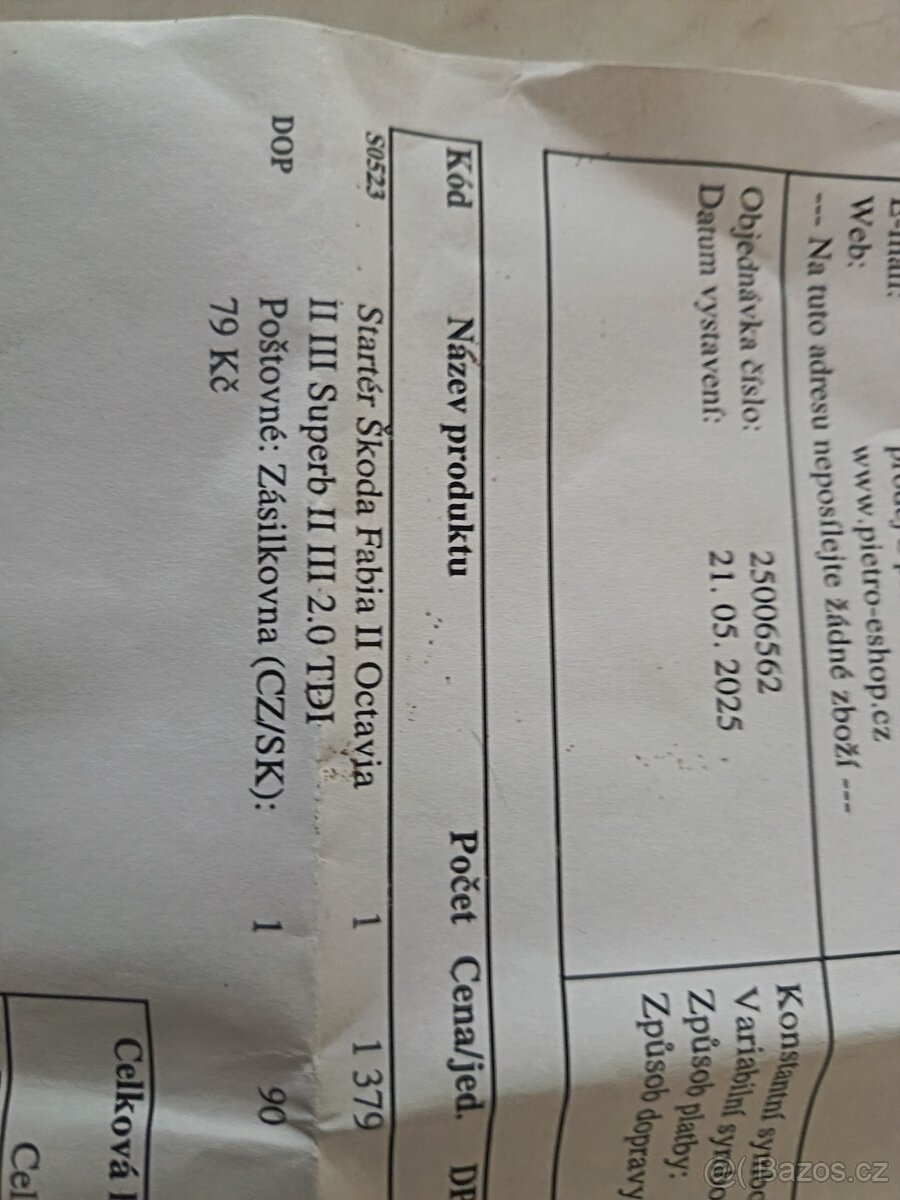 E-mail:
Web: www.pietro-eshop.cz
--- Na tuto adresu neposílejte žádné zboží ---
Objednávka číslo: 25006562
Datum vystavení: 21. 05. 2025
Konstantní
Variabilní
Způsob platby:
Způsob dopravy
Kód Název produktu Počet Cena/jed.
S0523 Startér Škoda Fabia II Octavia 1 1 379
II III Superb II III 2.0 TDI
DOP Poštovné: Zásilkovna (CZ/SK): 1 90
79 Kč
Celková
Cel
Bazos.cz